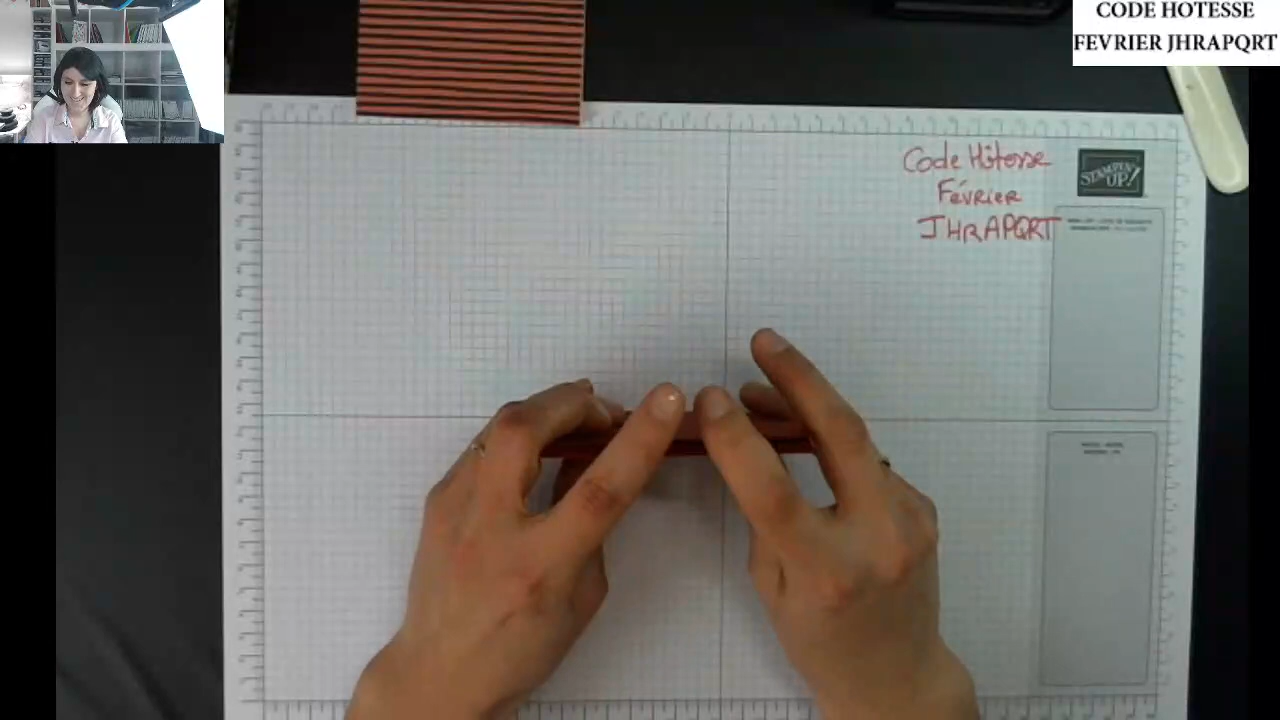 CODE HOTESSE
FEVRIER JHRAPQRT
Code Hôtesse
Février
JHRAPQRT
STAMPIN'
UP!